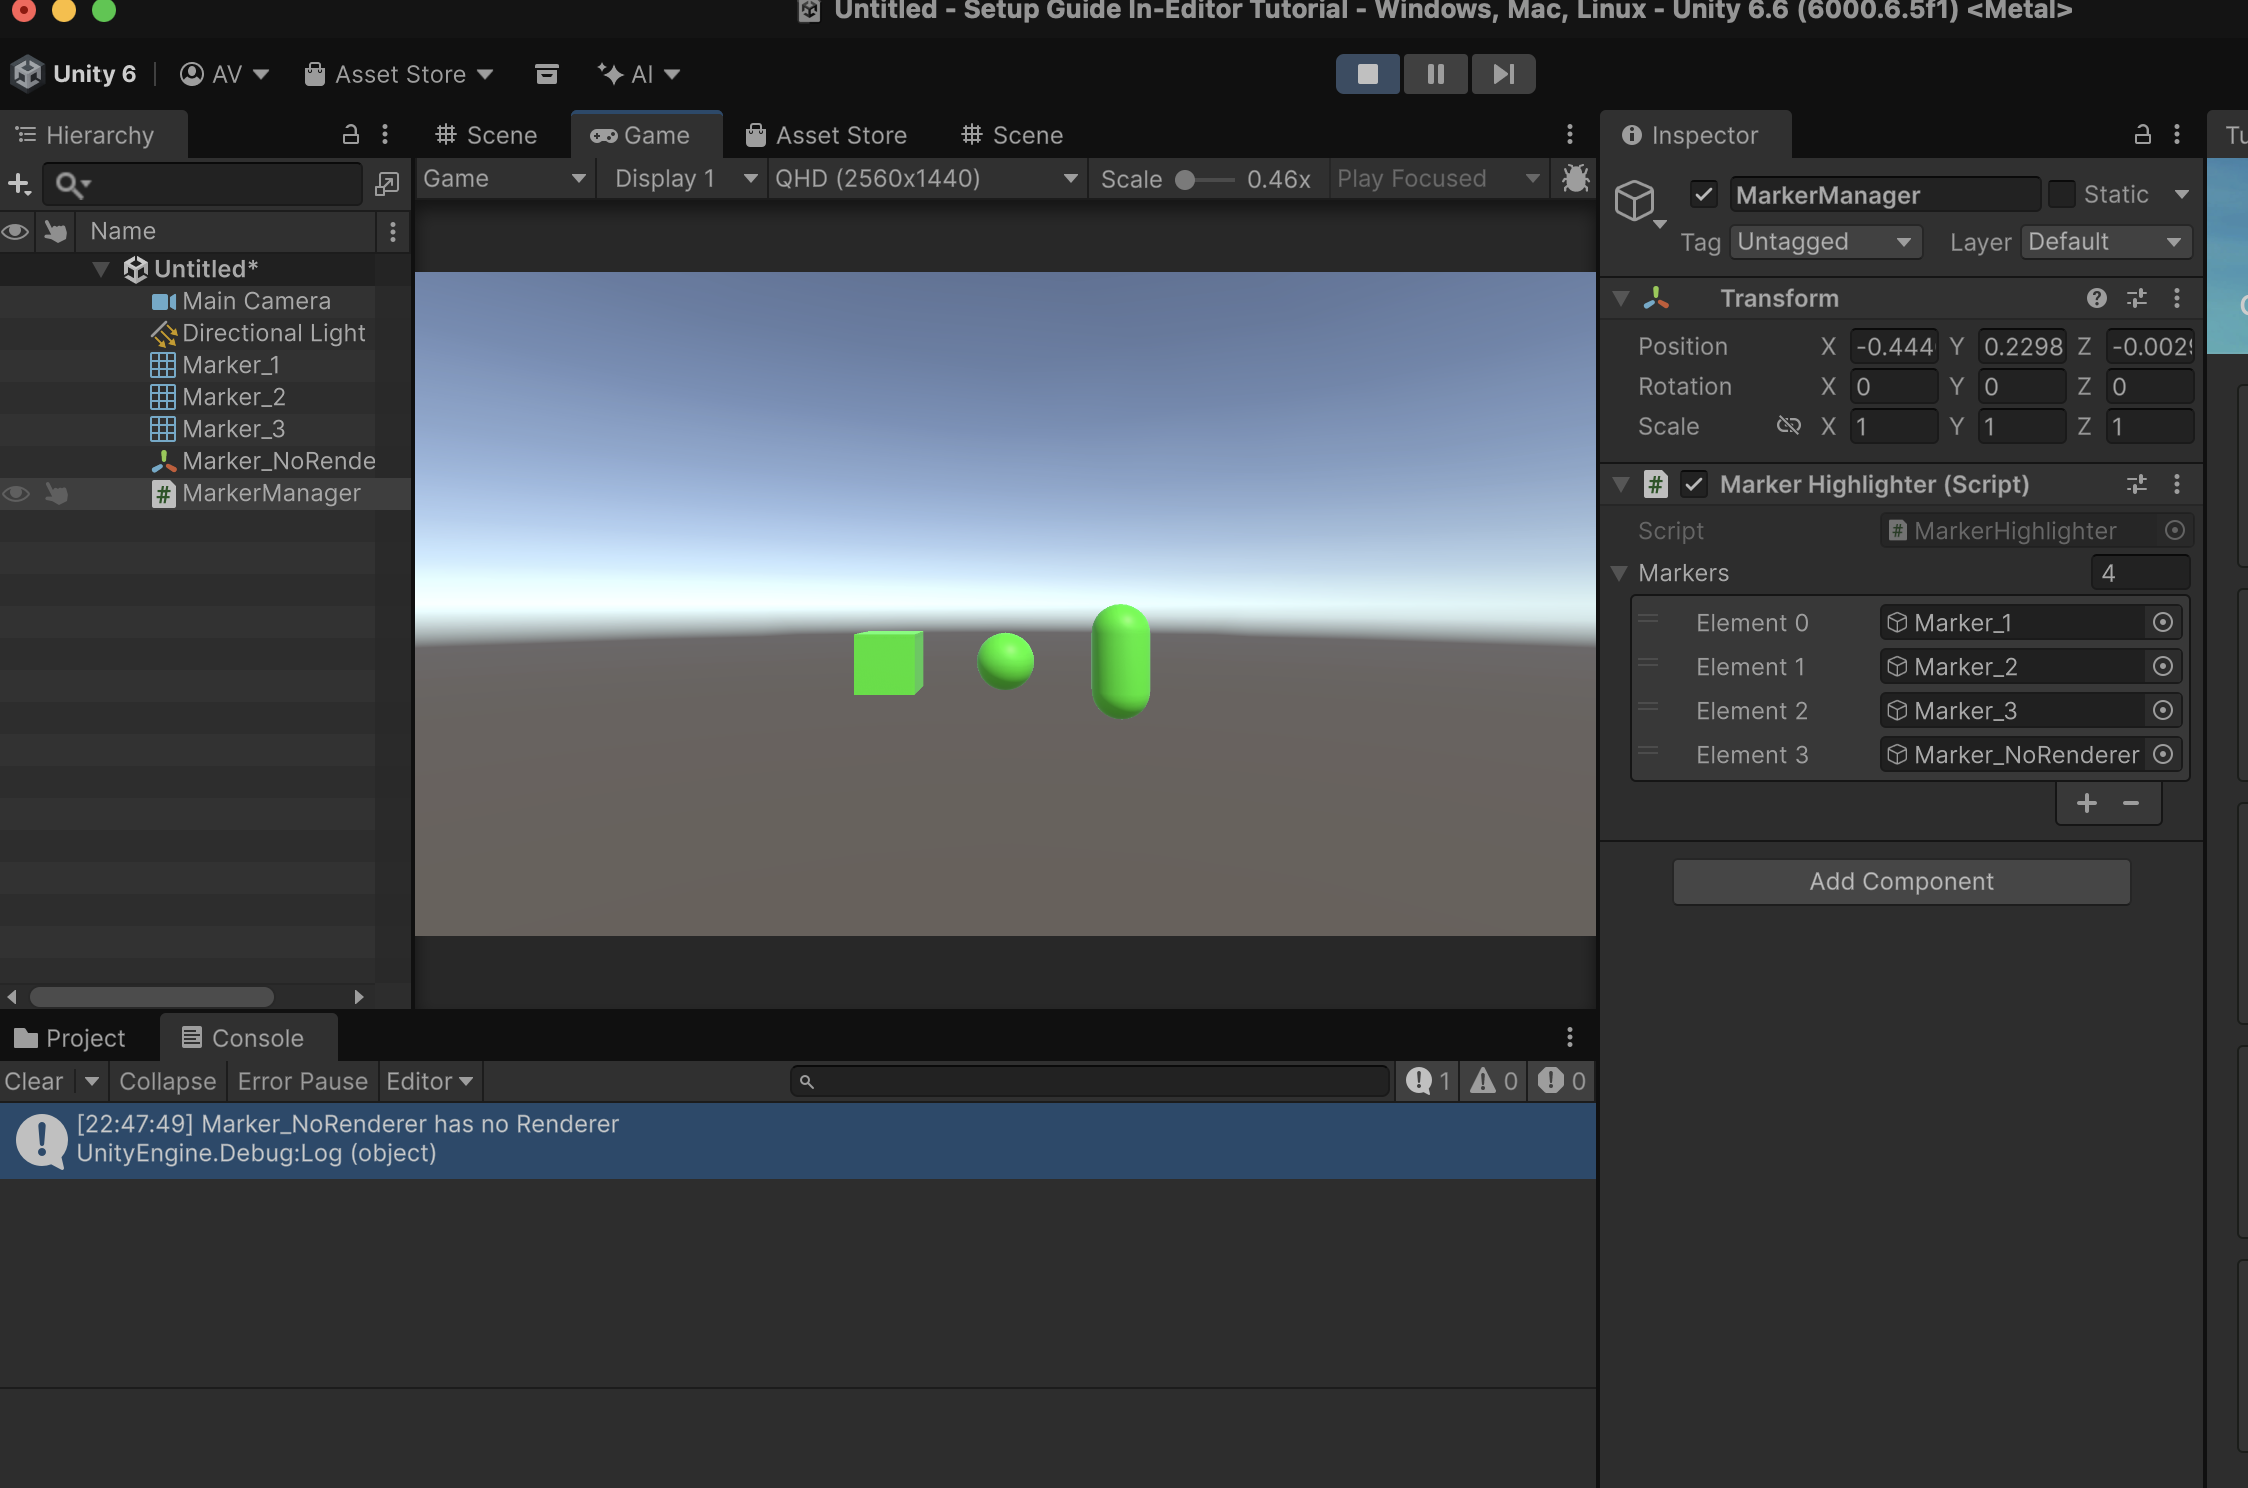 Untitled - Setup Guide In-Editor Tutorial - Windows, Mac, Linux - Unity 6.6 (6000.6.5f1) <Metal>
Unity 6 AV Asset Store AI
Hierarchy
Scene Game Asset Store Scene
Inspector
Game Display 1 QHD (2560x1440) Scale 0.46x Play Focused
Name
Untitled*
Main Camera
Directional Light
Marker_1
Marker_2
Marker_3
Marker_NoRende
MarkerManager
MarkerManager Static
Tag Untagged Layer Default
Transform
Position X -0.444 Y 0.2298 Z -0.002
Rotation X 0 Y 0 Z 0
Scale X 1 Y 1 Z 1
# Marker Highlighter (Script)
Script # MarkerHighlighter
Markers 4
Element 0 Marker_1
Element 1 Marker_2
Element 2 Marker_3
Element 3 Marker_NoRenderer
+ −
Add Component
Project Console
Clear Collapse Error Pause Editor 1 0 0
[22:47:49] Marker_NoRenderer has no Renderer
UnityEngine.Debug:Log (object)